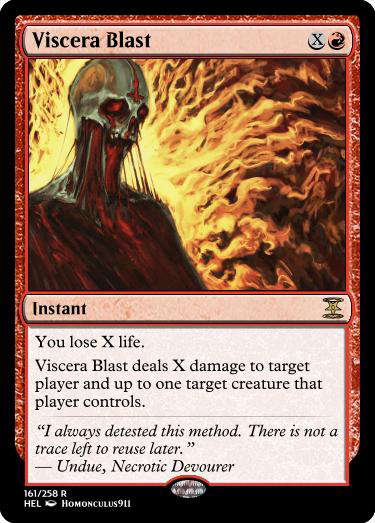 Viscera Blast X
Instant
You lose X life.
Viscera Blast deals X damage to target
player and up to one target creature that
player controls.
“I always detested this method. There is not a
trace left to reuse later.”
— Undue, Necrotic Devourer
161/258 R
HEL Homonculus911